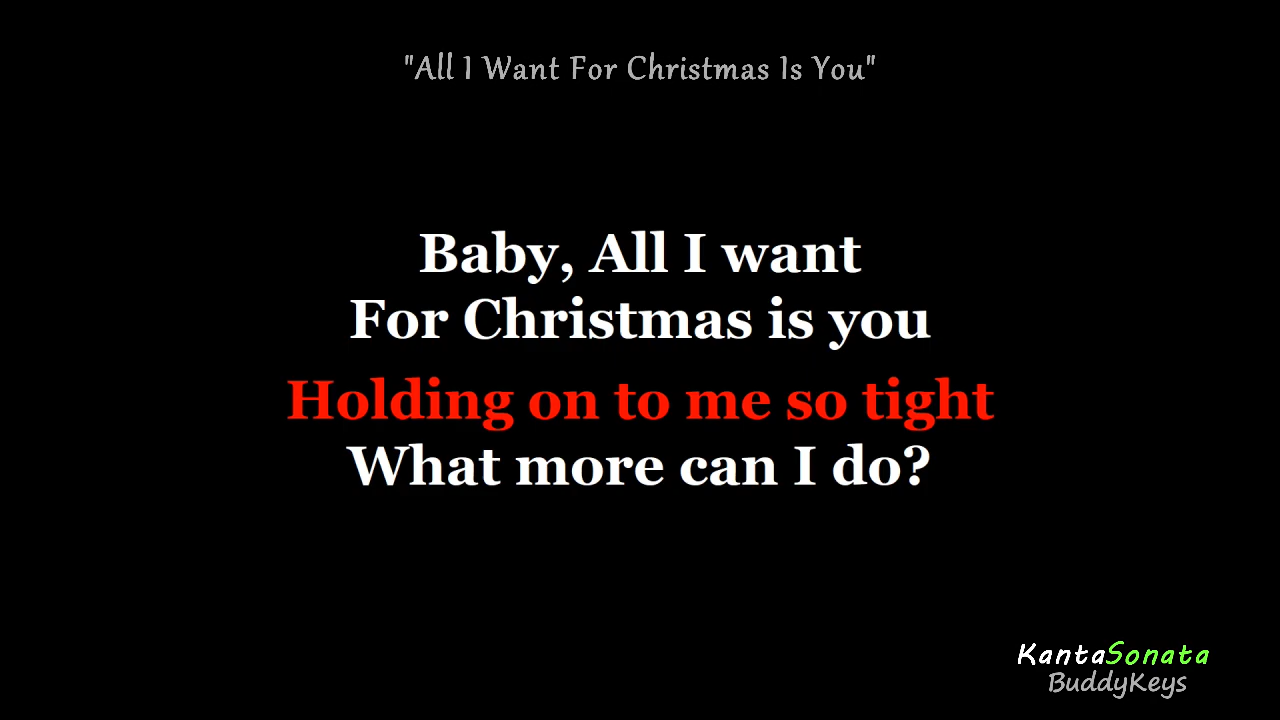 "All I Want For Christmas Is You"
Baby, All I want
For Christmas is you
Holding on to me so tight
What more can I do?
KantaSonata
BuddyKeys